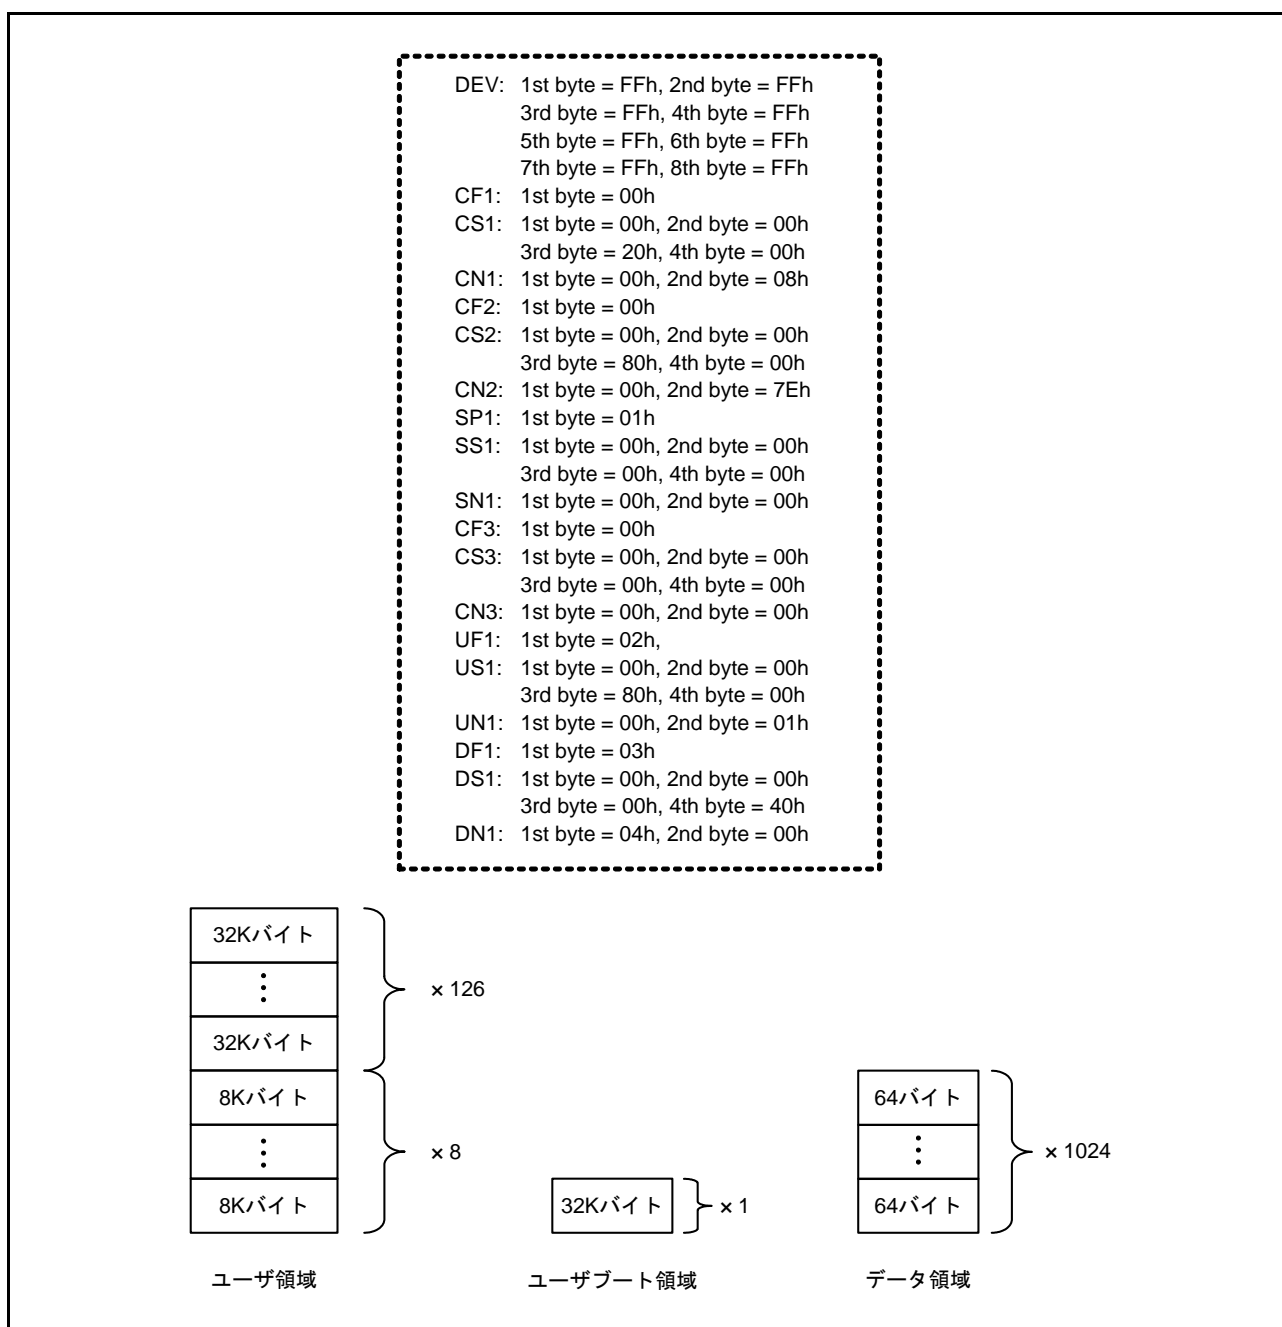 DEV: 1st byte = FFh, 2nd byte = FFh
3rd byte = FFh, 4th byte = FFh
5th byte = FFh, 6th byte = FFh
7th byte = FFh, 8th byte = FFh
CF1: 1st byte = 00h
CS1: 1st byte = 00h, 2nd byte = 00h
3rd byte = 20h, 4th byte = 00h
CN1: 1st byte = 00h, 2nd byte = 08h
CF2: 1st byte = 00h
CS2: 1st byte = 00h, 2nd byte = 00h
3rd byte = 80h, 4th byte = 00h
CN2: 1st byte = 00h, 2nd byte = 7Eh
SP1: 1st byte = 01h
SS1: 1st byte = 00h, 2nd byte = 00h
3rd byte = 00h, 4th byte = 00h
SN1: 1st byte = 00h, 2nd byte = 00h
CF3: 1st byte = 00h
CS3: 1st byte = 00h, 2nd byte = 00h
3rd byte = 00h, 4th byte = 00h
CN3: 1st byte = 00h, 2nd byte = 00h
UF1: 1st byte = 02h,
US1: 1st byte = 00h, 2nd byte = 00h
3rd byte = 80h, 4th byte = 00h
UN1: 1st byte = 00h, 2nd byte = 01h
DF1: 1st byte = 03h
DS1: 1st byte = 00h, 2nd byte = 00h
3rd byte = 00h, 4th byte = 40h
DN1: 1st byte = 04h, 2nd byte = 00h
32Kバイト
⋮
× 126
32Kバイト
8Kバイト
⋮
× 8
8Kバイト
ユーザ領域
32Kバイト
× 1
ユーザブート領域
64バイト
⋮
× 1024
64バイト
データ領域